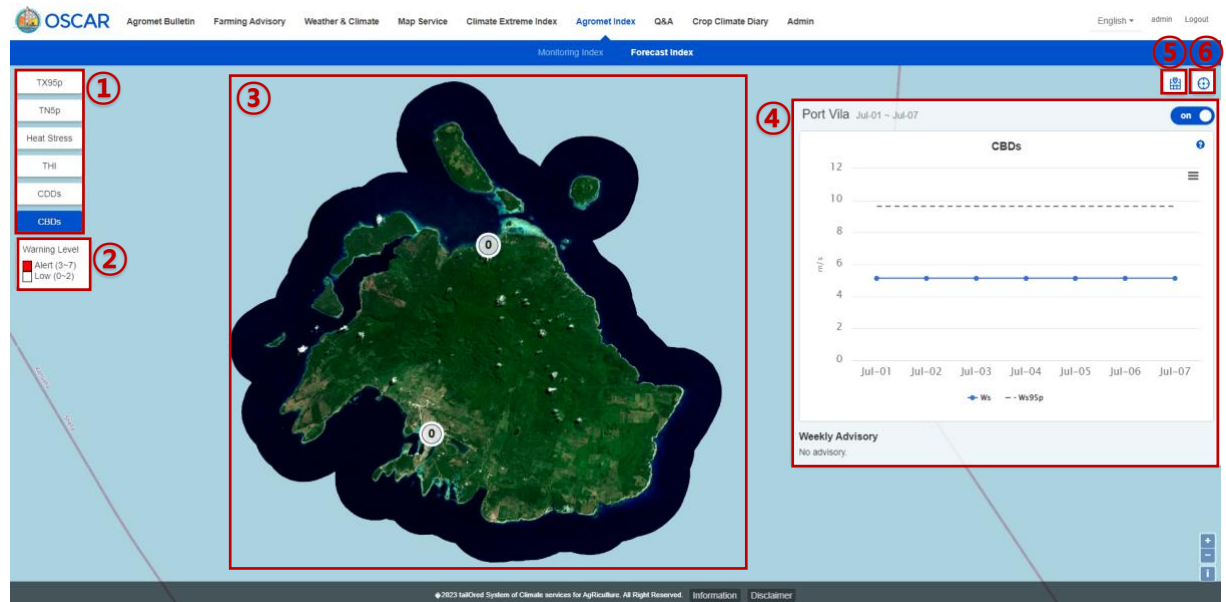 OSCAR Agromet Bulletin Farming Advisory Weather & Climate Map Service Climate Extreme Index Agromet Index Q&A Crop Climate Diary Admin English admin Logout
Monitoring Index Forecast Index
① ② ③ ④ ⑤ ⑥
TX95p
TN5p
Heat Stress
THI
CDDs
CBDs
Warning Level
Alert (3~7)
Low (0~2)
0
0
Port Vila Jul-01 ~ Jul-07 on
CBDs
12
10
8
6
4
2
0
m/s
Jul-01 Jul-02 Jul-03 Jul-04 Jul-05 Jul-06 Jul-07
Ws Ws95p
Weekly Advisory
No advisory.
+
−
i
�2023 tailOred System of Climate services for AgRiculture. All Right Reserved. Information Disclaimer